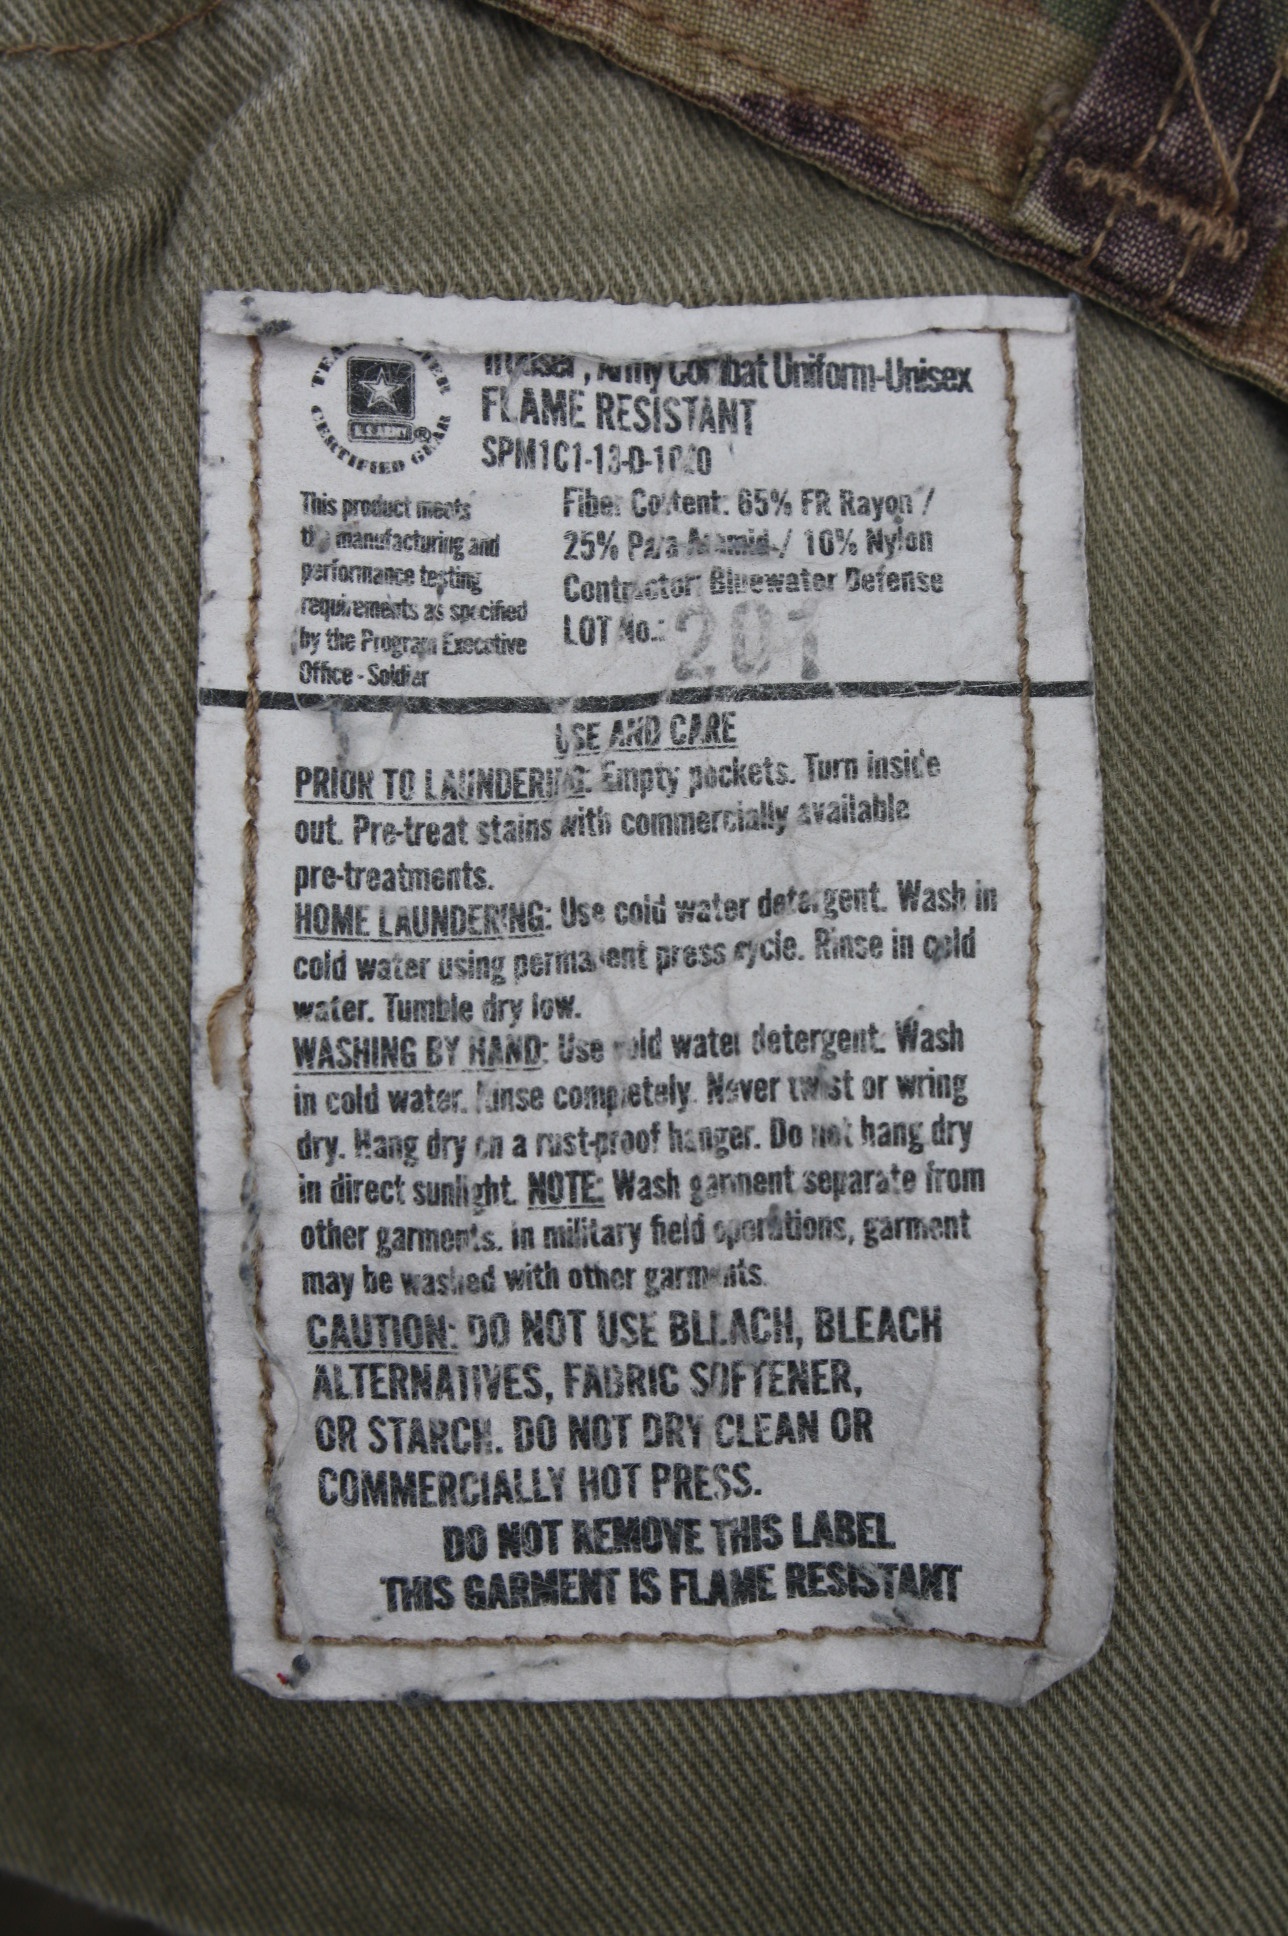 Trouser, Army Combat Uniform-Unisex
FLAME RESISTANT
SPM1C1-13-D-1020
CERTIFIED GEAR
U.S.ARMY ®
This product meets
the manufacturing and
performance testing
requirements as specified
by the Program Executive
Office - Soldier
Fiber Content: 65% FR Rayon /
25% Para-Aramid / 10% Nylon
Contractor: Bluewater Defense
LOT No.: 201
USE AND CARE
PRIOR TO LAUNDERING: Empty pockets. Turn inside
out. Pre-treat stains with commercially available
pre-treatments.
HOME LAUNDERING: Use cold water detergent. Wash in
cold water using permanent press cycle. Rinse in cold
water. Tumble dry low.
WASHING BY HAND: Use cold water detergent. Wash
in cold water. Rinse completely. Never twist or wring
dry. Hang dry on a rust-proof hanger. Do not hang dry
in direct sunlight. NOTE: Wash garment separate from
other garments. In military field operations, garment
may be washed with other garments.
CAUTION: DO NOT USE BLEACH, BLEACH
ALTERNATIVES, FABRIC SOFTENER,
OR STARCH. DO NOT DRY CLEAN OR
COMMERCIALLY HOT PRESS.
DO NOT REMOVE THIS LABEL
THIS GARMENT IS FLAME RESISTANT